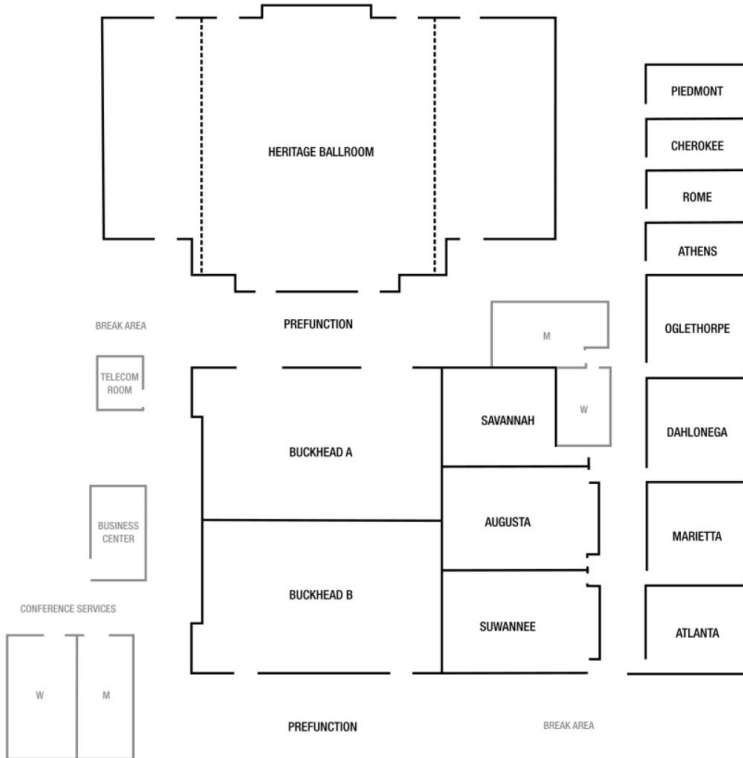 PIEDMONT
CHEROKEE
HERITAGE BALLROOM
ROME
ATHENS
BREAK AREA
PREFUNCTION
M
OGLETHORPE
TELECOM
ROOM
SAVANNAH
W
BUCKHEAD A
DAHLONEGA
BUSINESS
CENTER
AUGUSTA
MARIETTA
BUCKHEAD B
CONFERENCE SERVICES
SUWANNEE
ATLANTA
W
M
PREFUNCTION
BREAK AREA